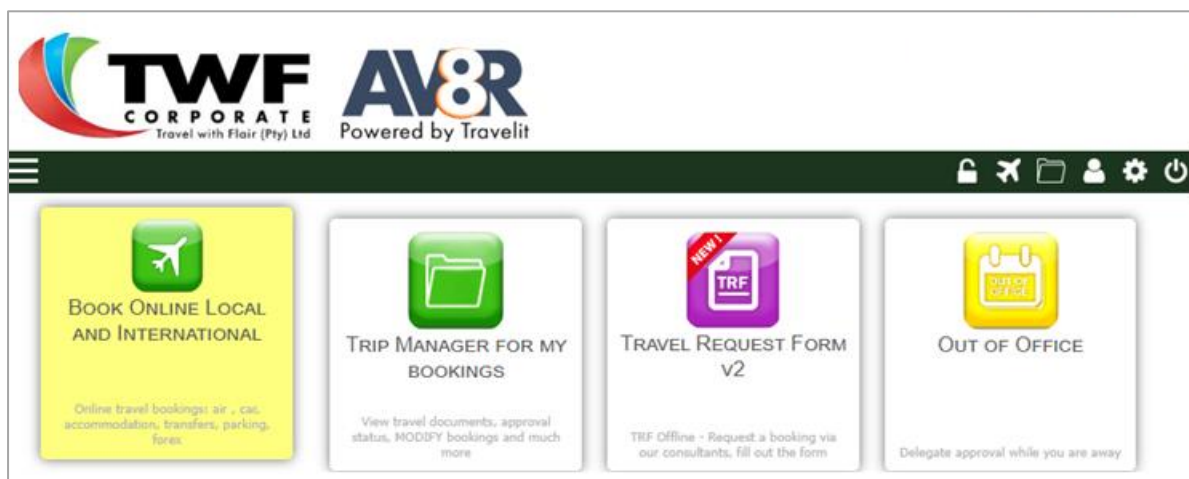 TWF
CORPORATE
Travel with Flair (Pty) Ltd
AV8R
Powered by Travelit
BOOK ONLINE LOCAL
AND INTERNATIONAL
Online travel bookings: air , car,
accommodation, transfers, parking,
forex
TRIP MANAGER FOR MY
BOOKINGS
View travel documents, approval
status, MODIFY bookings and much
more
NEW!
TRF
TRAVEL REQUEST FORM
V2
TRF Offline - Request a booking via
our consultants, fill out the form
OUT OF
OFFICE
OUT OF OFFICE
Delegate approval while you are away